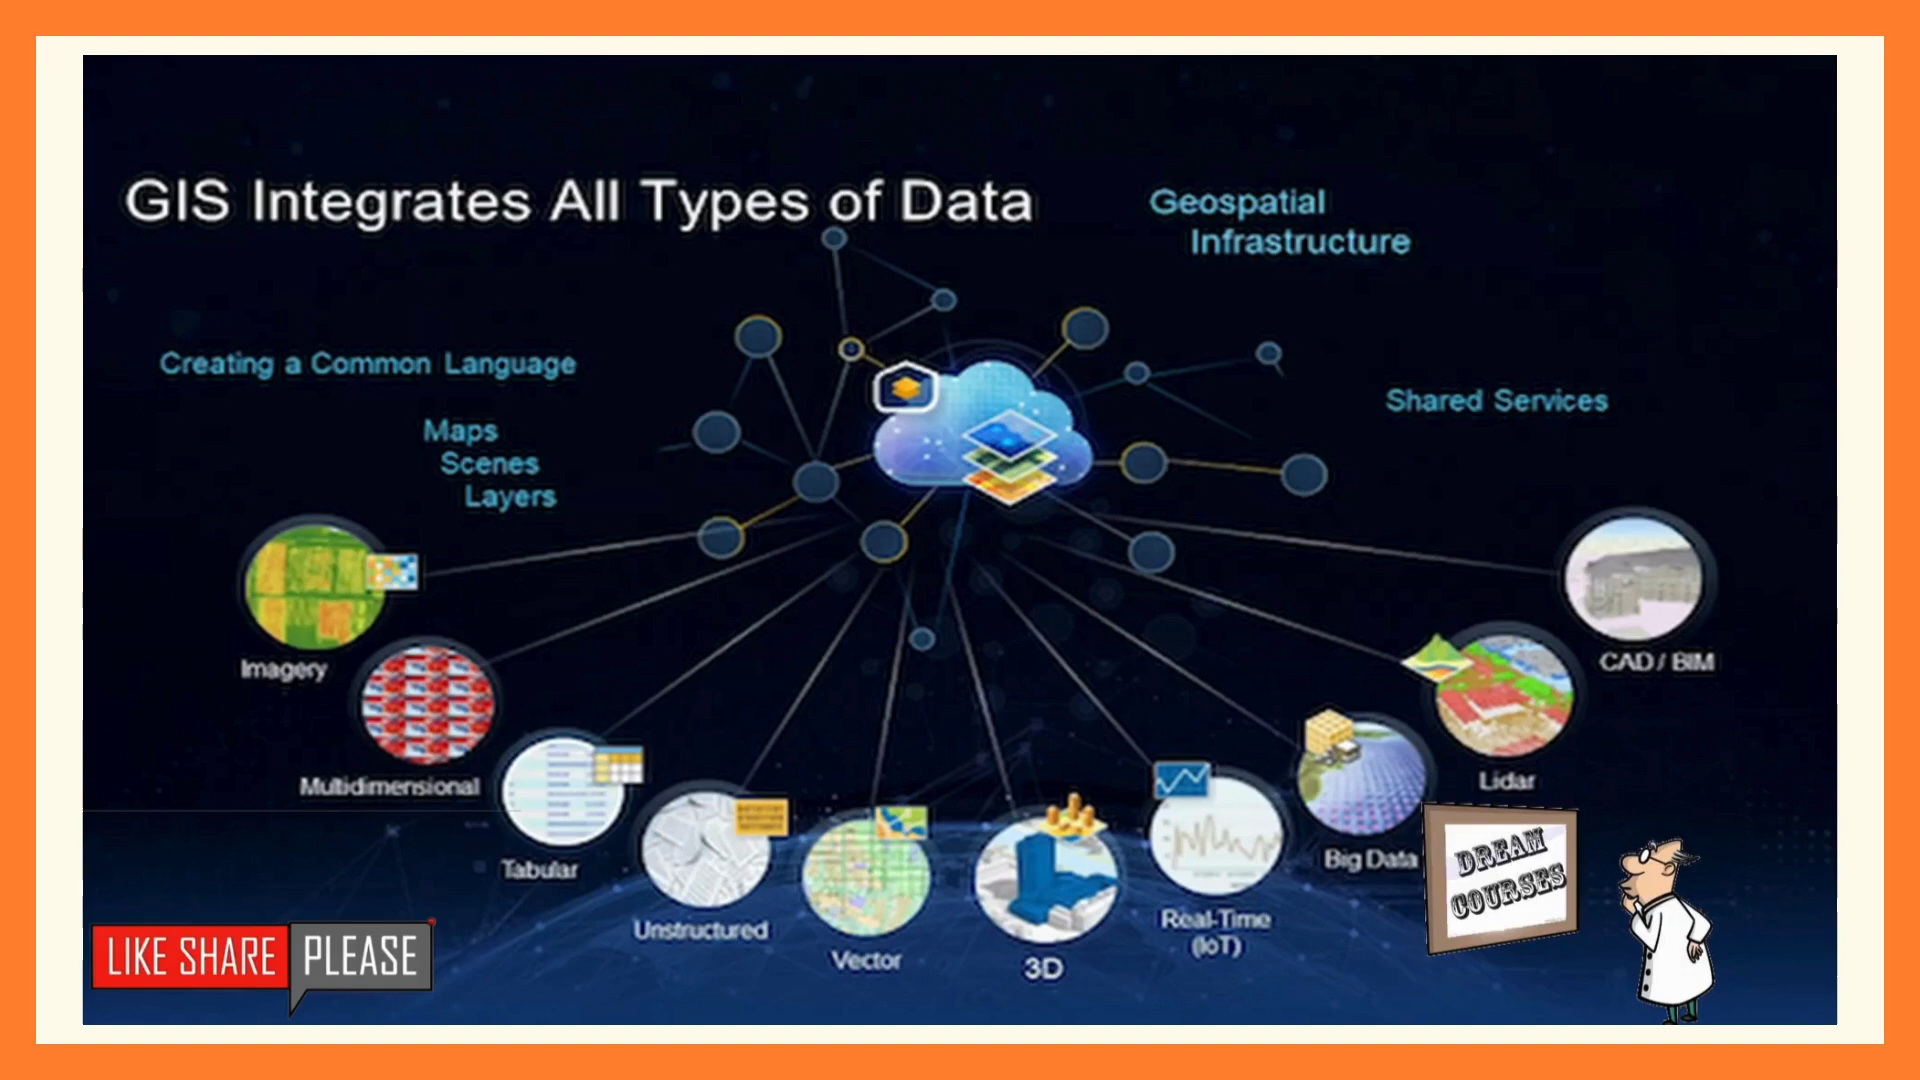 GIS Integrates All Types of Data
Geospatial
Infrastructure
Creating a Common Language
Maps
Scenes
Layers
Shared Services
Imagery
Multidimensional
Tabular
Unstructured
Vector
3D
Real-Time
(IoT)
Big Data
Lidar
CAD / BIM
LIKE SHARE PLEASE
DREAM
COURSES